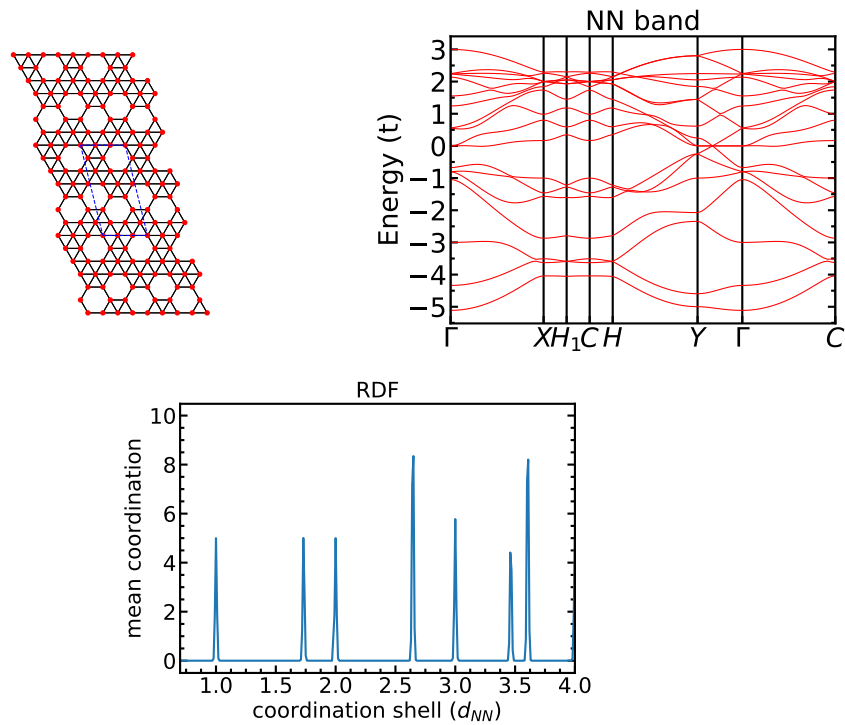 NN band
Energy (t)
3
2
1
0
−1
−2
−3
−4
−5
Γ X H₁ C H Y Γ C
RDF
mean coordination
10
8
6
4
2
0
1.0 1.5 2.0 2.5 3.0 3.5 4.0
coordination shell (d_NN)